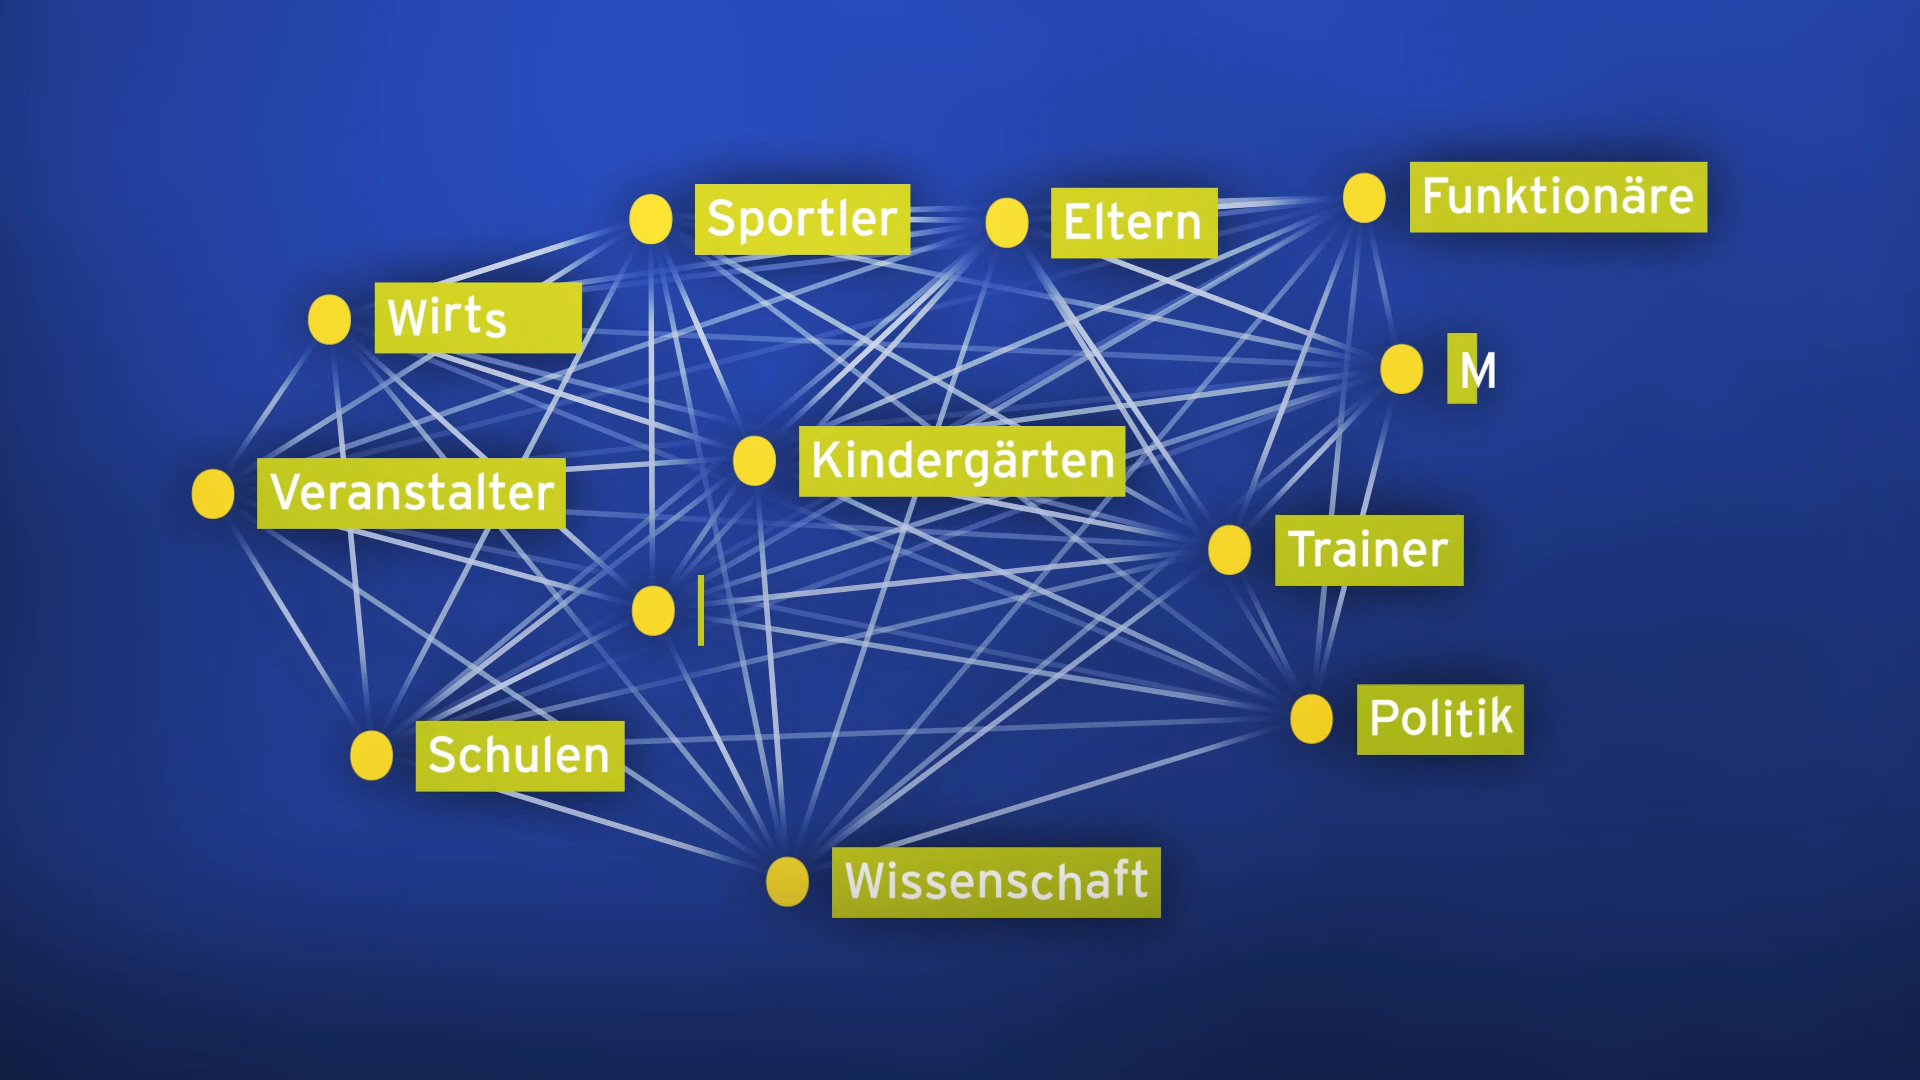 Funktionäre
Sportler
Eltern
Wirts
M
Kindergärten
Veranstalter
Trainer
Politik
Schulen
Wissenschaft